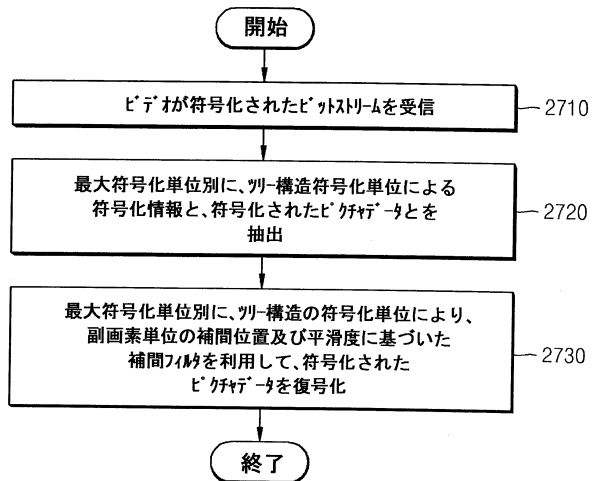 開始
ﾋﾞﾃﾞｵが符号化されたﾋﾞｯﾄｽﾄﾘｰﾑを受信
2710
最大符号化単位別に、ﾂﾘｰ構造符号化単位による
符号化情報と、符号化されたﾋﾟｸﾁｬﾃﾞｰﾀとを
抽出
2720
最大符号化単位別に、ﾂﾘｰ構造の符号化単位により、
副画素単位の補間位置及び平滑度に基づいた
補間ﾌｨﾙﾀを利用して、符号化された
ﾋﾟｸﾁｬﾃﾞｰﾀを復号化
2730
終了